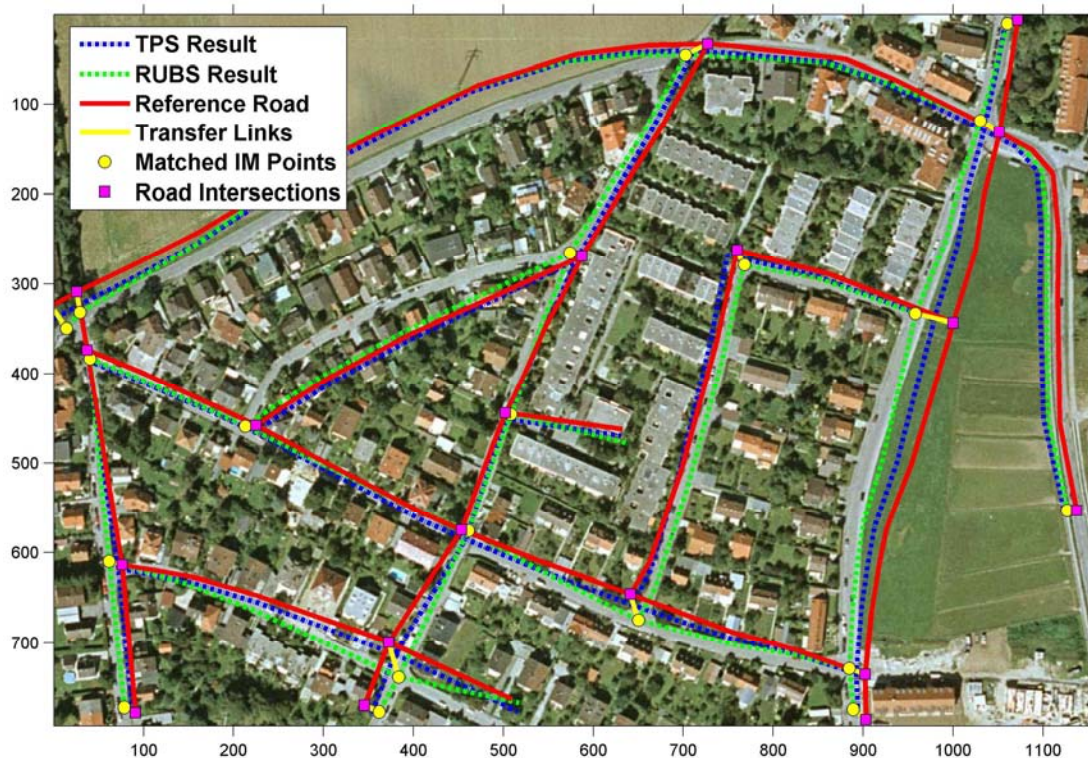 TPS Result
RUBS Result
Reference Road
Transfer Links
Matched IM Points
Road Intersections
100
200
300
400
500
600
700
100 200 300 400 500 600 700 800 900 1000 1100